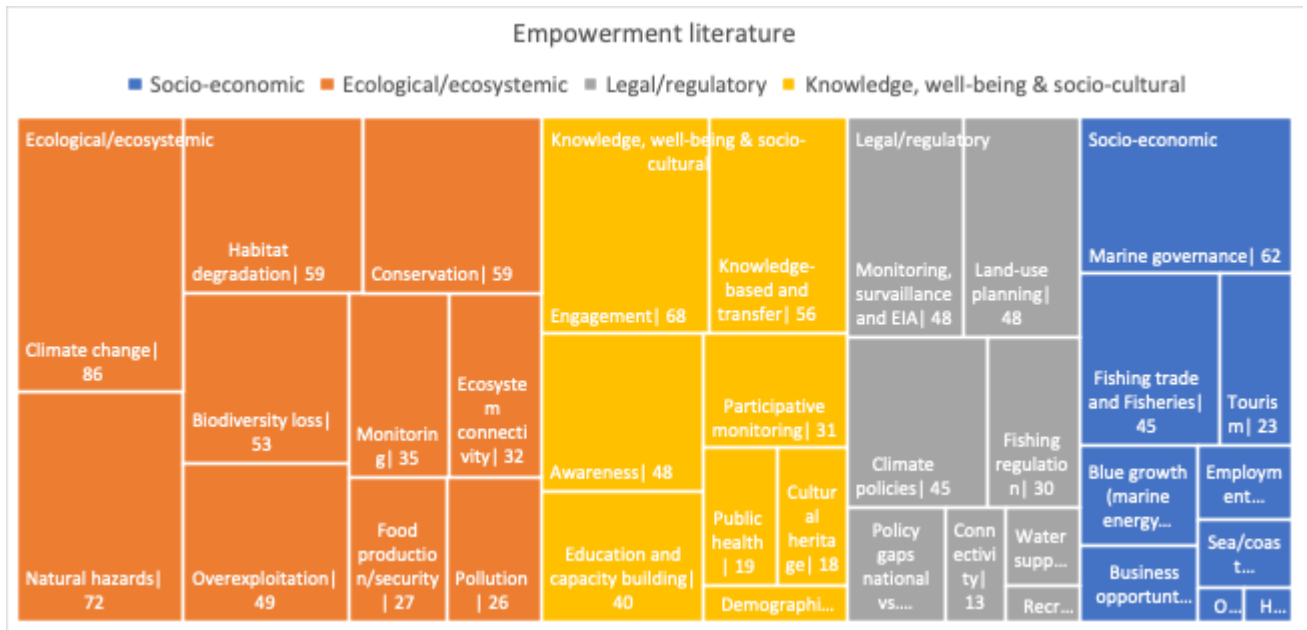 Empowerment literature
Socio-economic
Ecological/ecosystemic
Legal/regulatory
Knowledge, well-being & socio-cultural
Ecological/ecosystemic
Climate change|
86
Natural hazards|
72
Habitat
degradation| 59
Conservation| 59
Biodiversity loss|
53
Overexploitation|
49
Monitorin
g| 35
Ecosyste
m
connecti
vity| 32
Food
productio
n/security
| 27
Pollution
| 26
Knowledge, well-being & socio-
cultural
Engagement| 68
Knowledge-
based and
transfer| 56
Awareness| 48
Education and
capacity building|
40
Participative
monitoring| 31
Public
health
| 19
Cultur
al
herita
ge| 18
Demographi...
Legal/regulatory
Monitoring,
survaillance
and EIA| 48
Land-use
planning|
48
Climate
policies| 45
Fishing
regulatio
n| 30
Policy
gaps
national
vs....
Conn
ectivi
ty|
13
Water
supp...
Recr...
Socio-economic
Marine governance| 62
Fishing trade
and Fisheries|
45
Touris
m| 23
Blue growth
(marine
energy...
Employm
ent...
Sea/coas
t...
Business
opportunt...
O...
H...